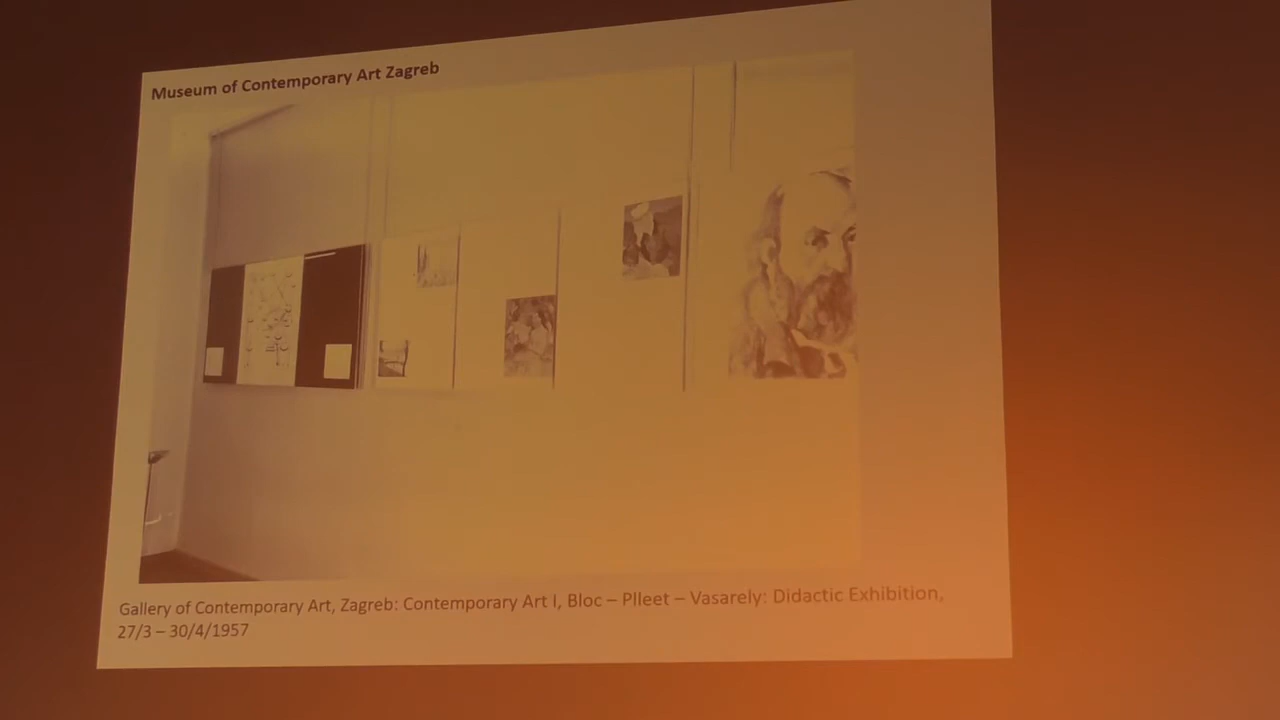 Museum of Contemporary Art Zagreb
Gallery of Contemporary Art, Zagreb: Contemporary Art I, Bloc – Plleet – Vasarely: Didactic Exhibition,
27/3 – 30/4/1957